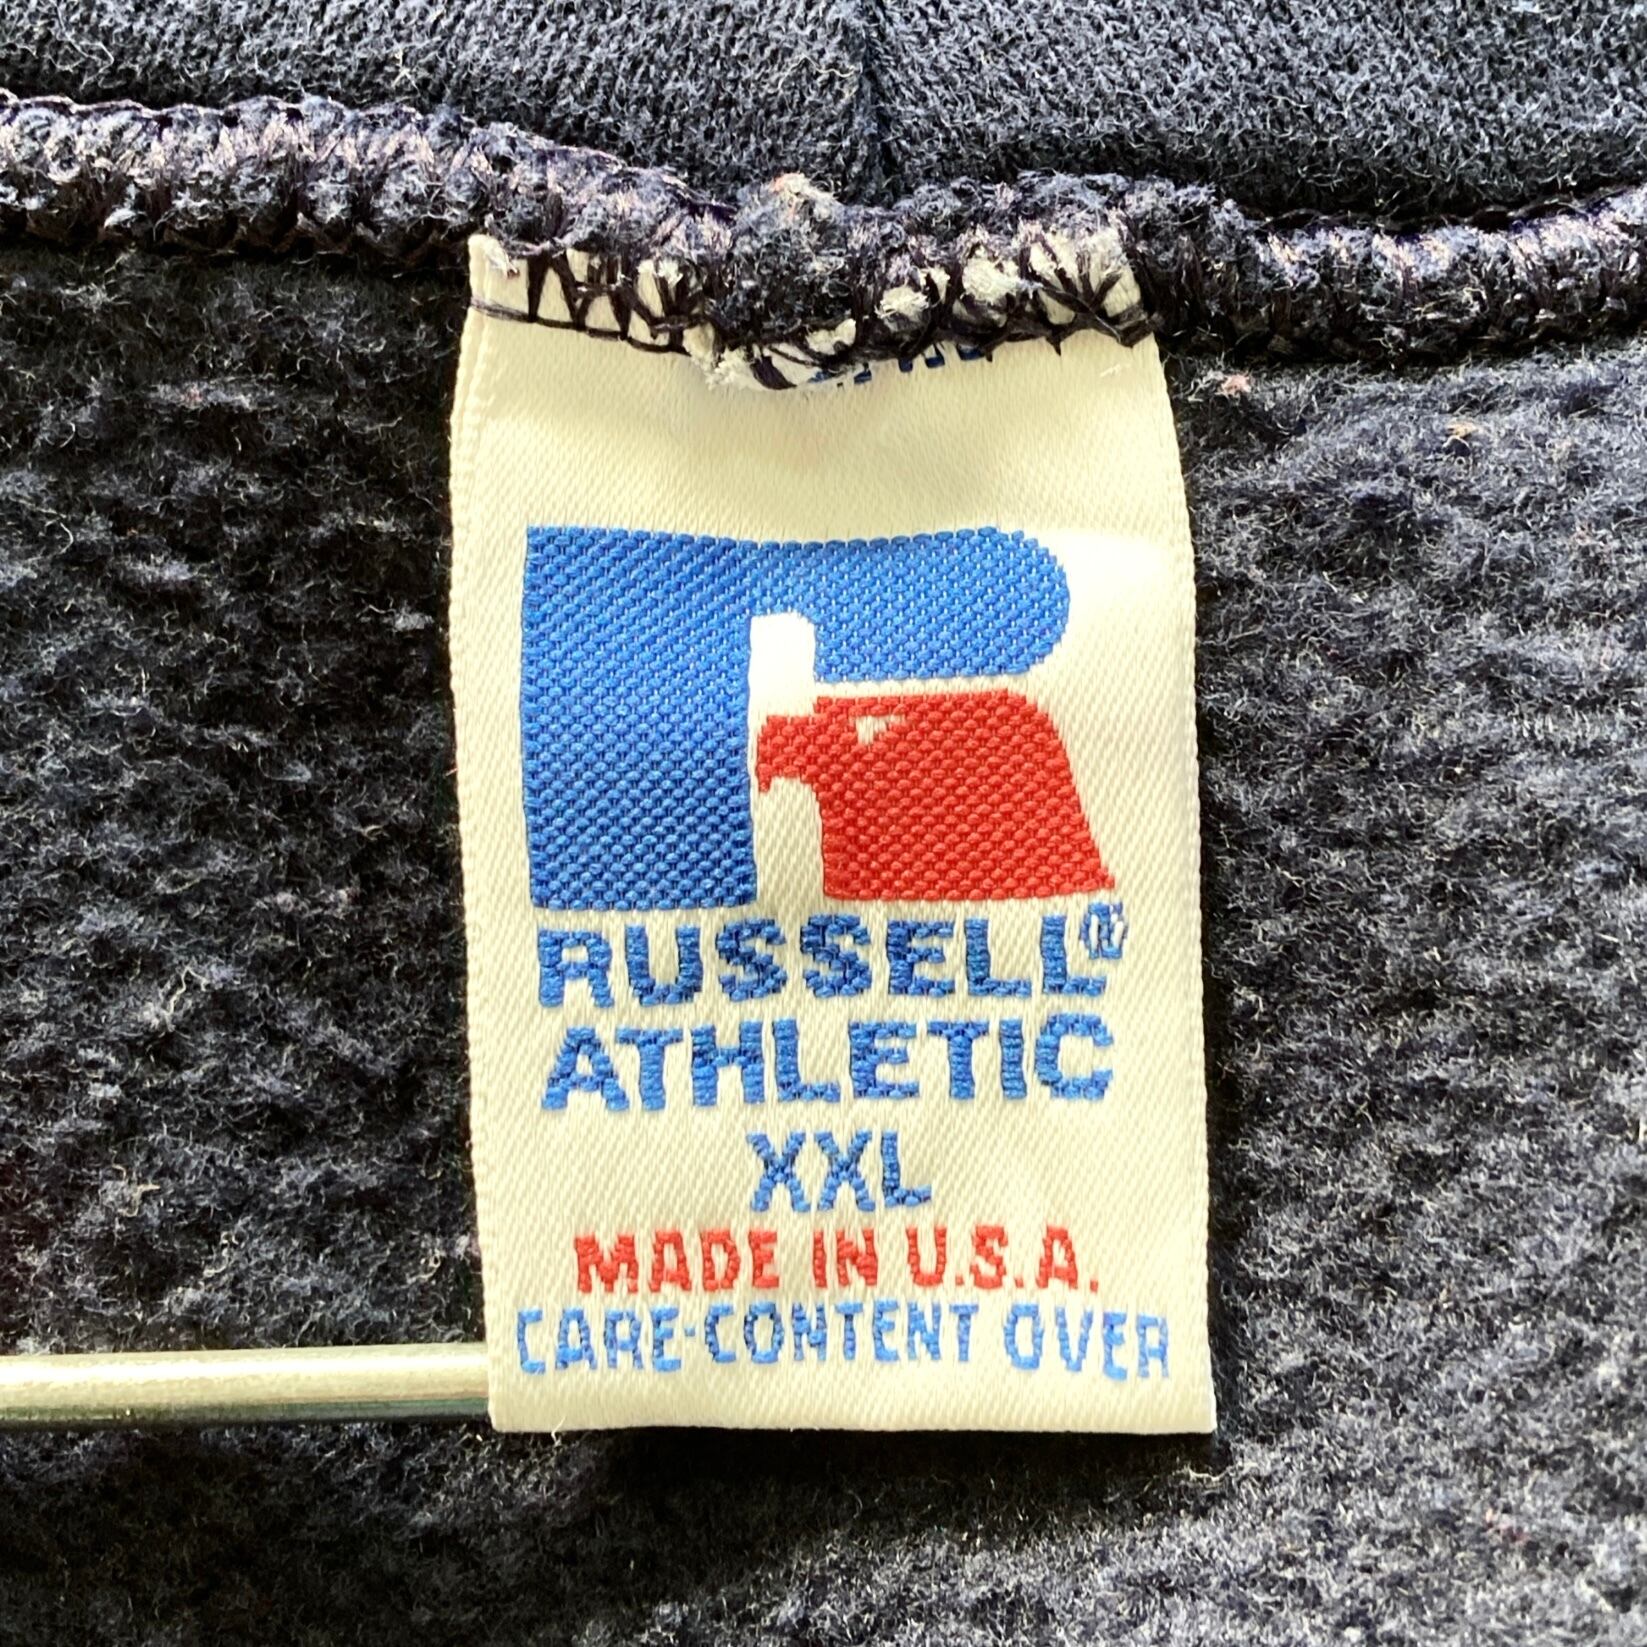 RUSSELL®
ATHLETIC
XXL
MADE IN U.S.A.
CARE-CONTENT OVER